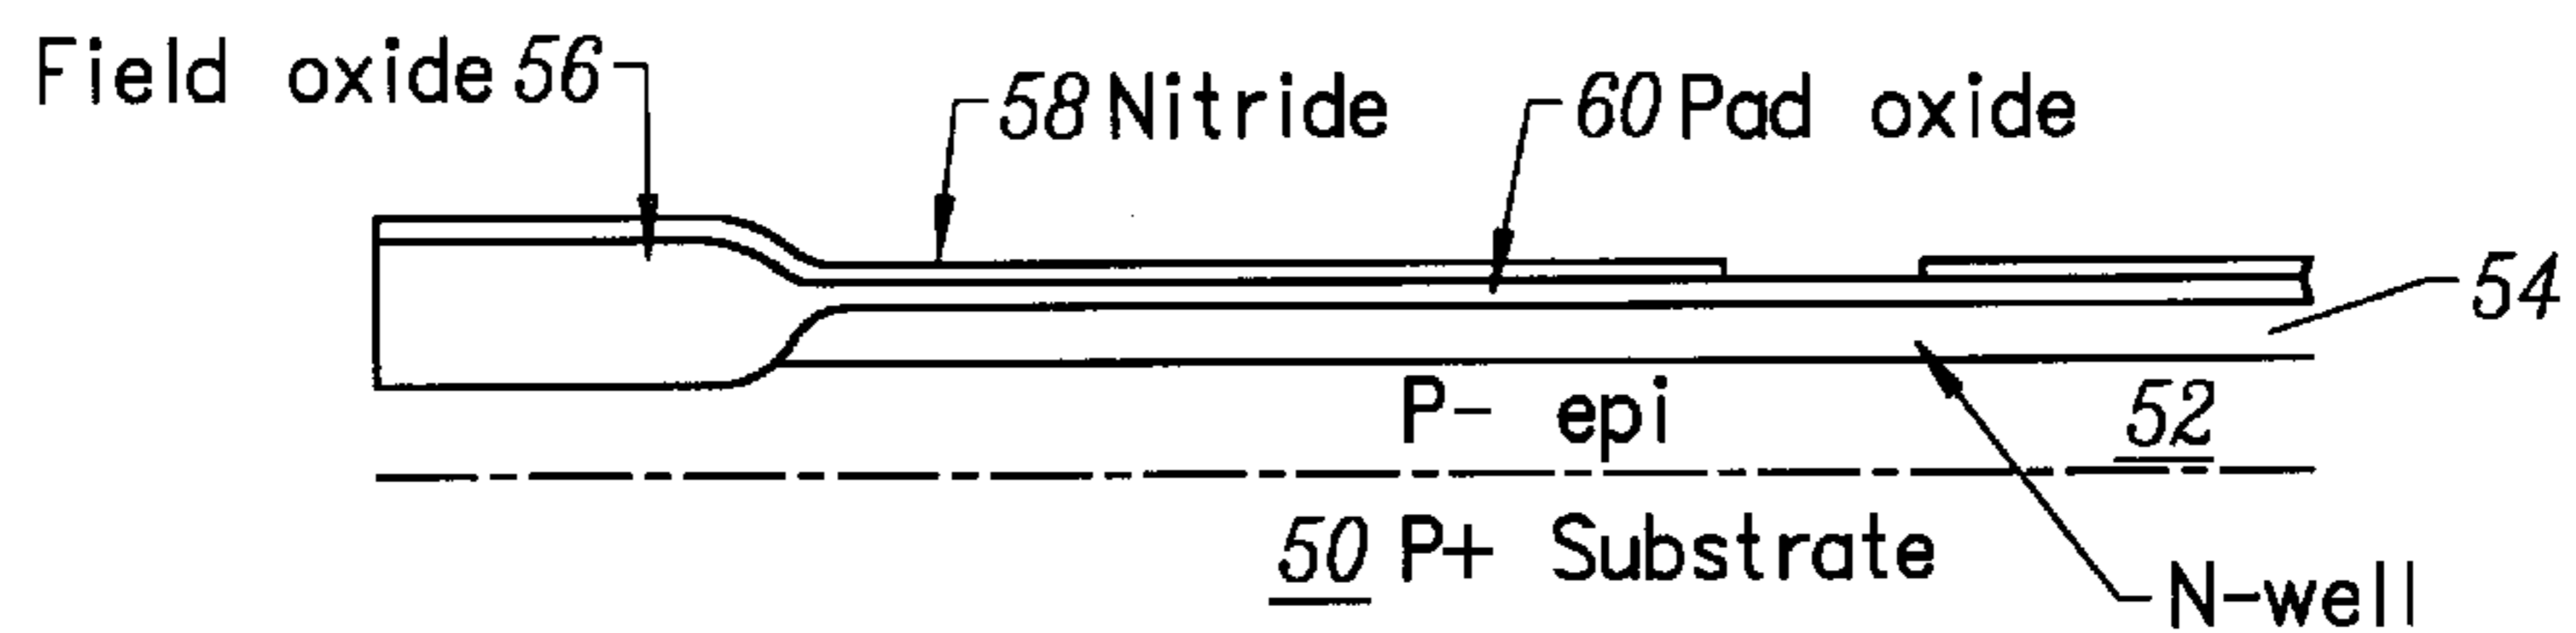 Field oxide 56
58 Nitride
60 Pad oxide
54
P- epi
52
50 P+ Substrate
N-well